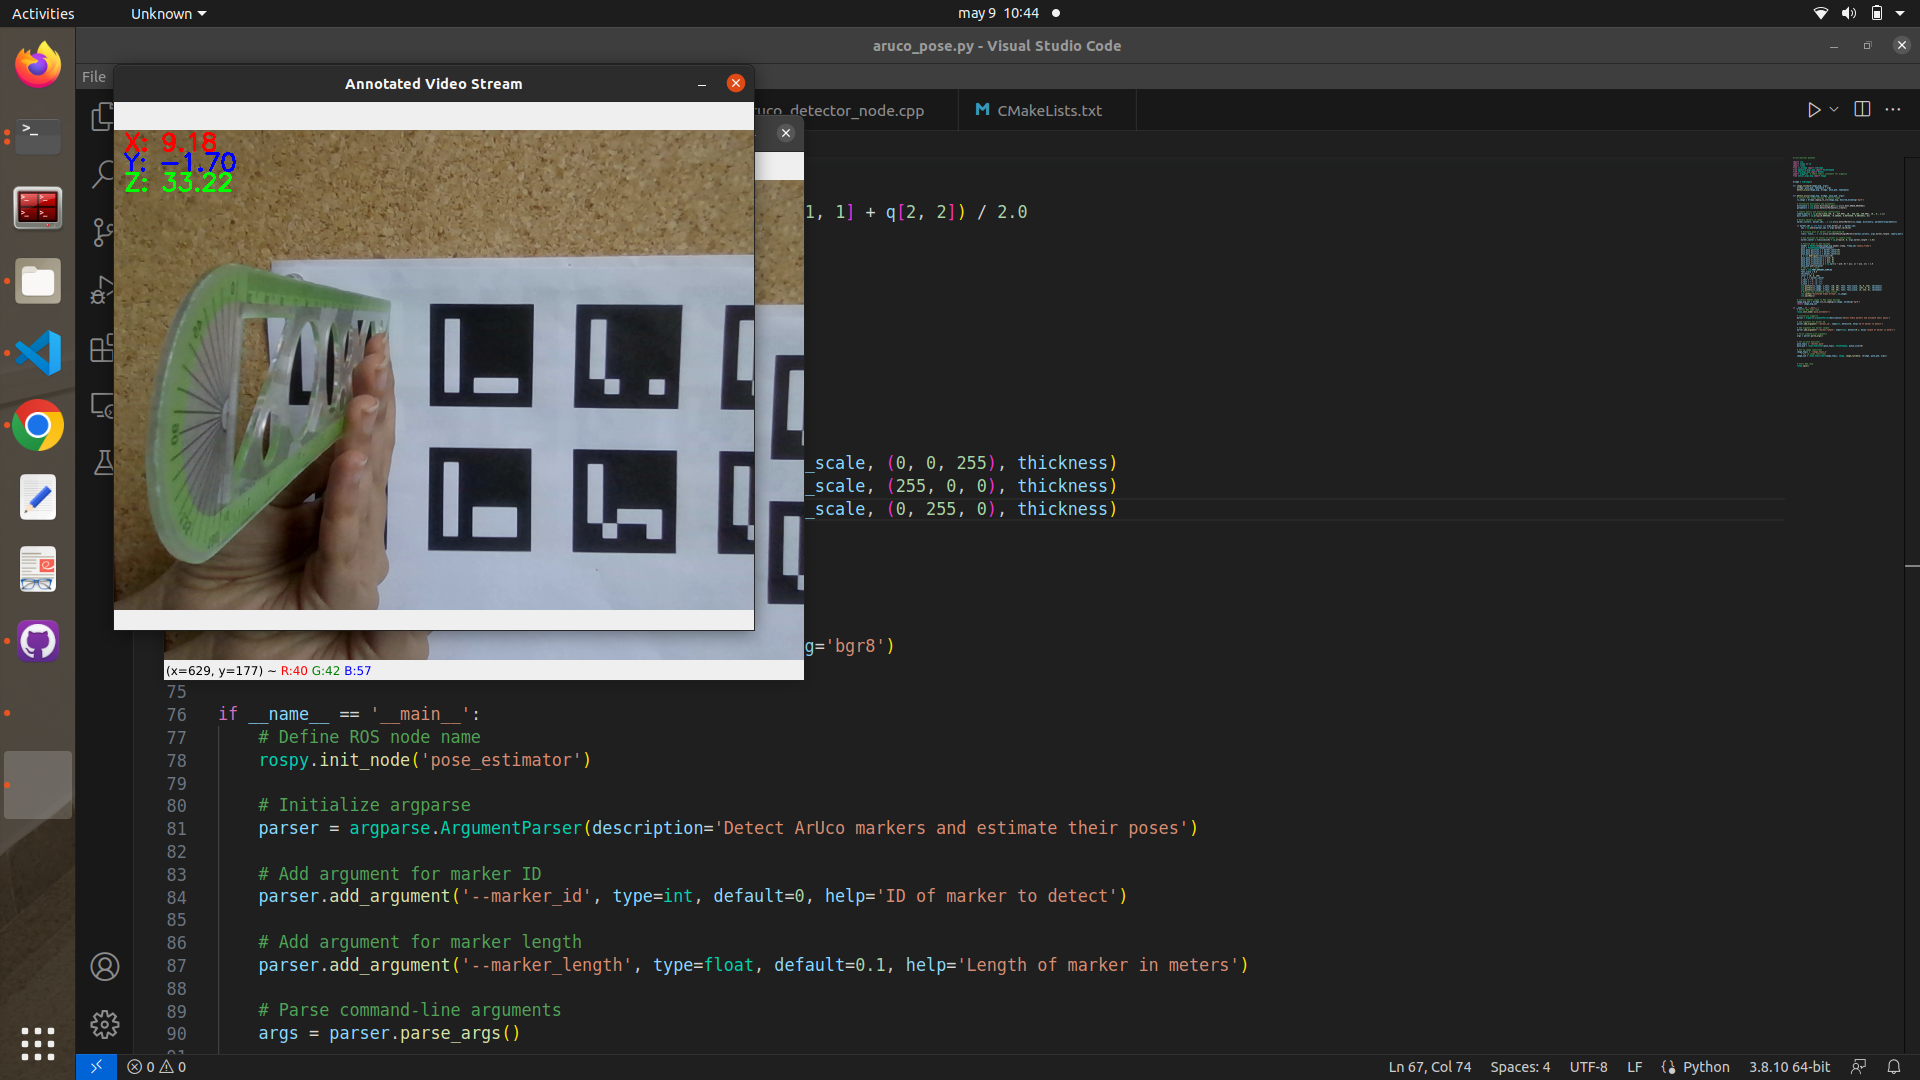 Activities
Unknown
may 9 10:44
aruco_pose.py - Visual Studio Code
File
Annotated Video Stream
uco_detector_node.cpp
CMakeLists.txt
X: 9.18
Y: -1.70
Z: 33.22
1, 1] + q[2, 2]) / 2.0
_scale, (0, 0, 255), thickness)
_scale, (255, 0, 0), thickness)
_scale, (0, 255, 0), thickness)
g='bgr8')
(x=629, y=177) ~ R:40 G:42 B:57
75
76 if __name__ == '__main__':
77 # Define ROS node name
78 rospy.init_node('pose_estimator')
79
80 # Initialize argparse
81 parser = argparse.ArgumentParser(description='Detect ArUco markers and estimate their poses')
82
83 # Add argument for marker ID
84 parser.add_argument('--marker_id', type=int, default=0, help='ID of marker to detect')
85
86 # Add argument for marker length
87 parser.add_argument('--marker_length', type=float, default=0.1, help='Length of marker in meters')
88
89 # Parse command-line arguments
90 args = parser.parse_args()
0 0
Ln 67, Col 74
Spaces: 4
UTF-8
LF
Python
3.8.10 64-bit